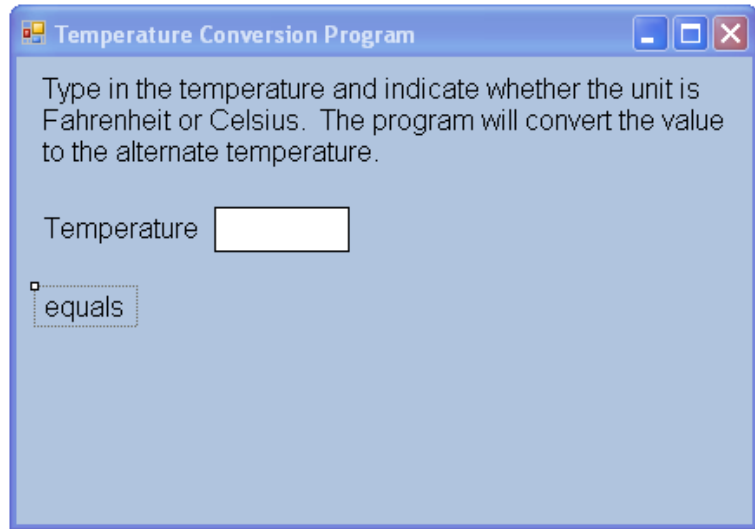 Temperature Conversion Program
Type in the temperature and indicate whether the unit is
Fahrenheit or Celsius.  The program will convert the value
to the alternate temperature.
Temperature
equals